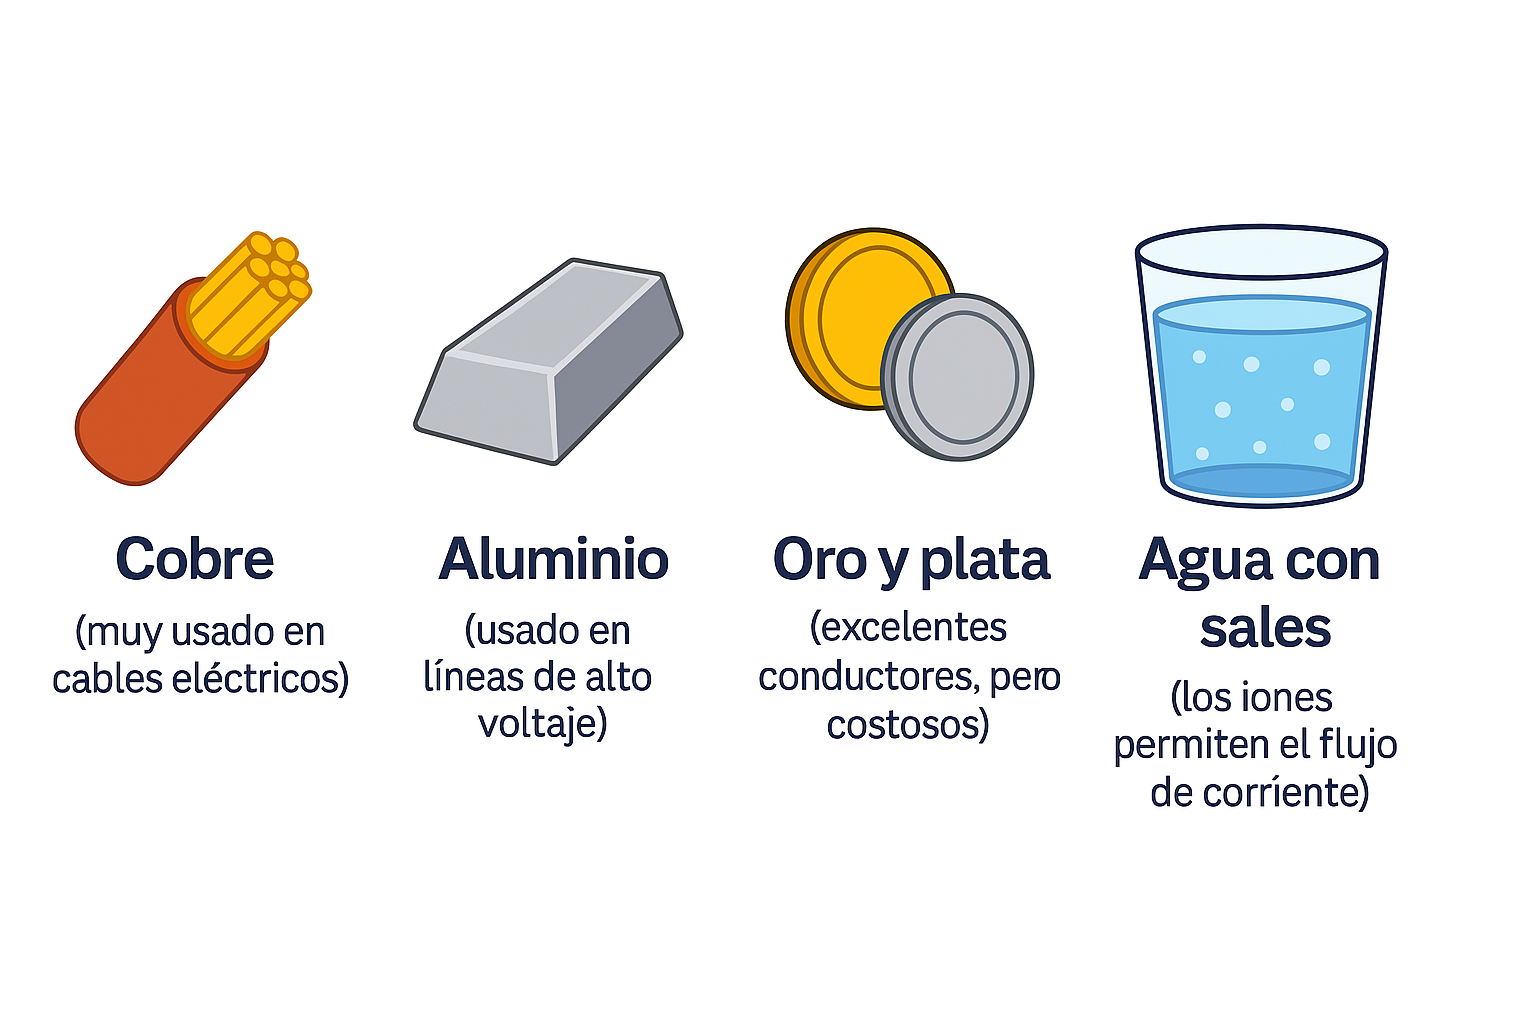 Cobre
(muy usado en
cables eléctricos)
Aluminio
(usado en
líneas de alto
voltaje)
Oro y plata
(excelentes
conductores, pero
costosos)
Agua con
sales
(los iones
permiten el flujo
de corriente)